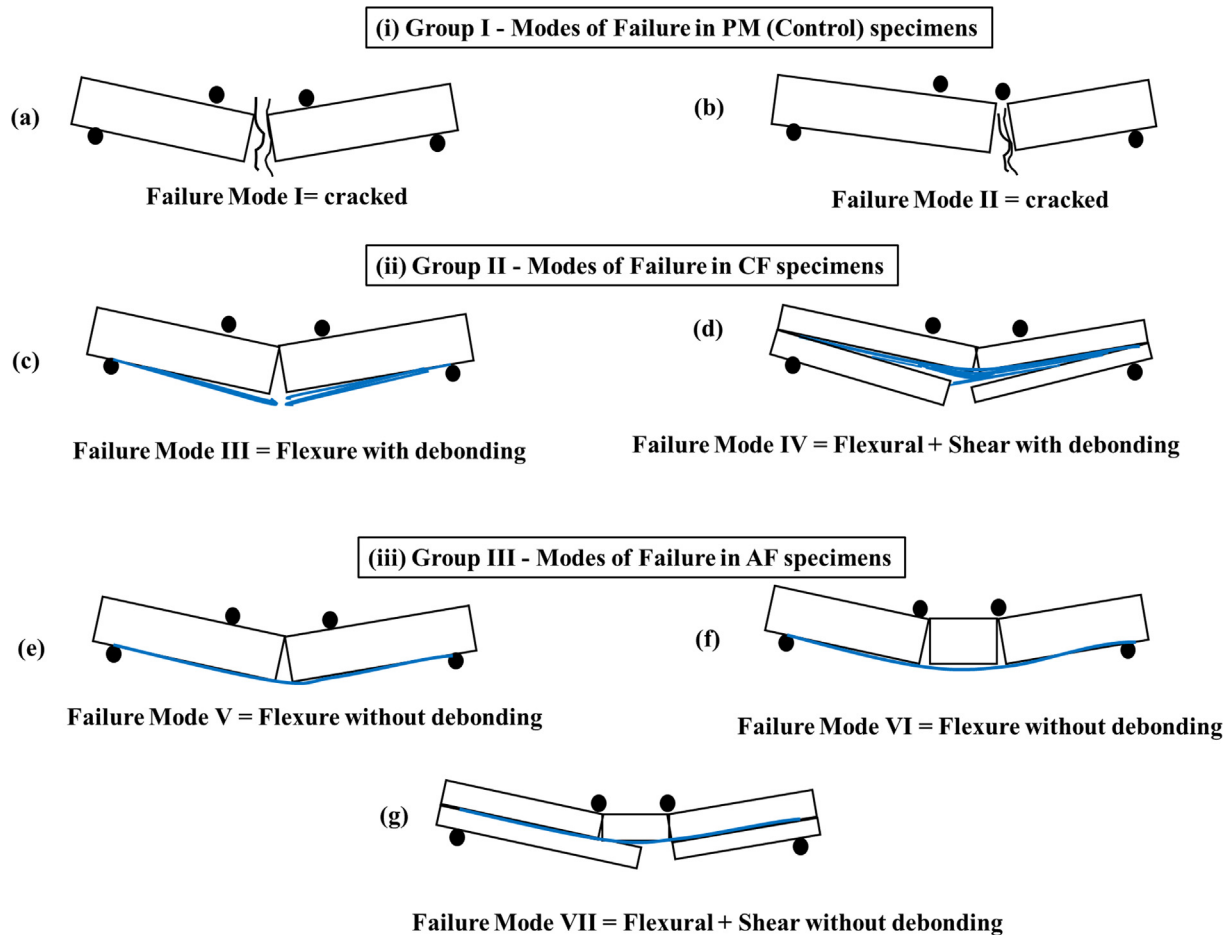 (i) Group I - Modes of Failure in PM (Control) specimens
(a)
(b)
Failure Mode I= cracked
Failure Mode II = cracked
(ii) Group II - Modes of Failure in CF specimens
(c)
(d)
Failure Mode III = Flexure with debonding
Failure Mode IV = Flexural + Shear with debonding
(iii) Group III - Modes of Failure in AF specimens
(e)
(f)
Failure Mode V = Flexure without debonding
Failure Mode VI = Flexure without debonding
(g)
Failure Mode VII = Flexural + Shear without debonding